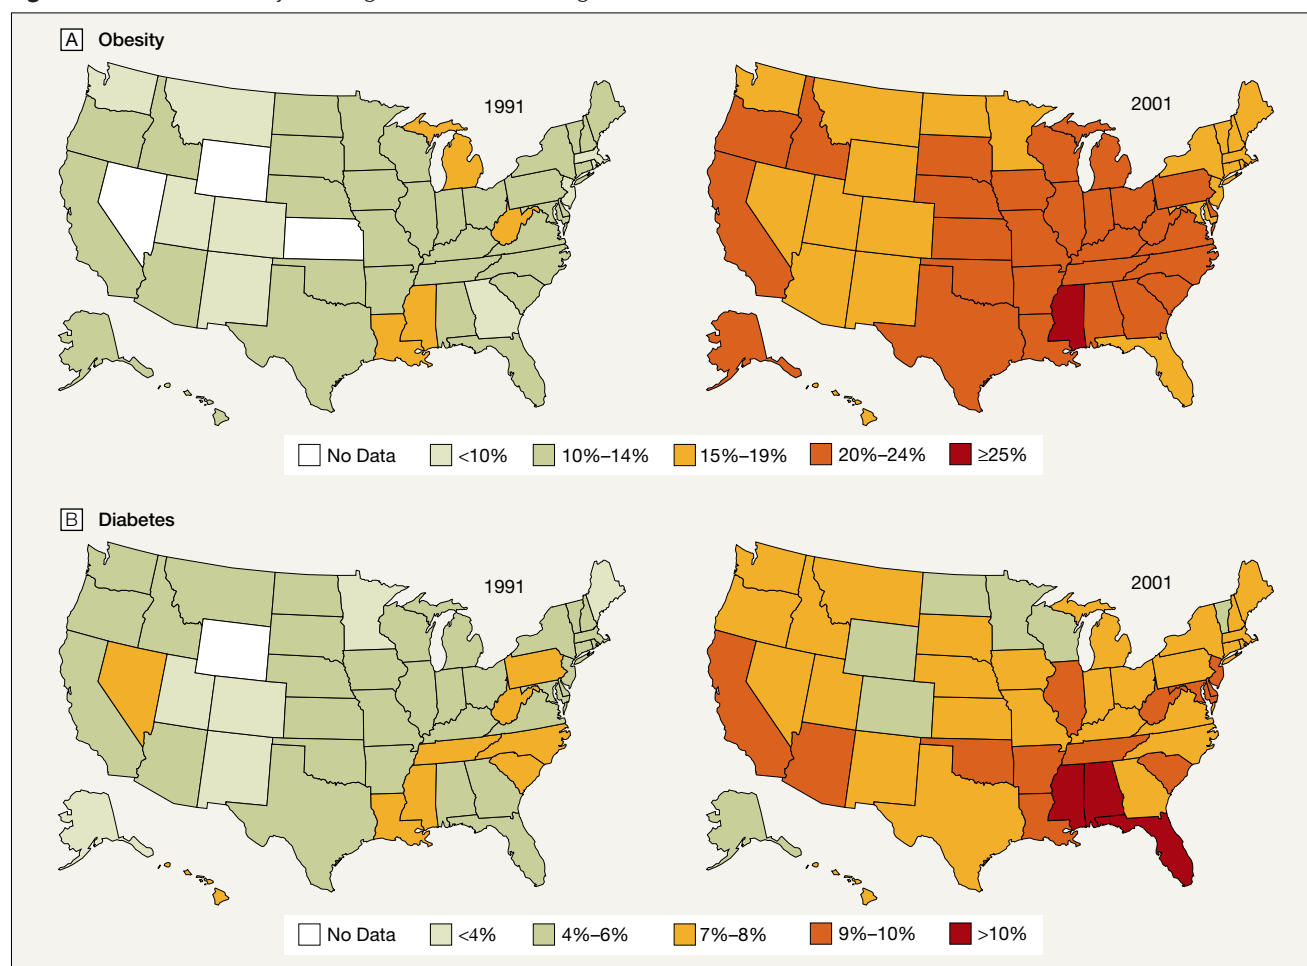 A Obesity
1991
2001
No Data <10% 10%–14% 15%–19% 20%–24% ≥25%
B Diabetes
1991
2001
No Data <4% 4%–6% 7%–8% 9%–10% >10%